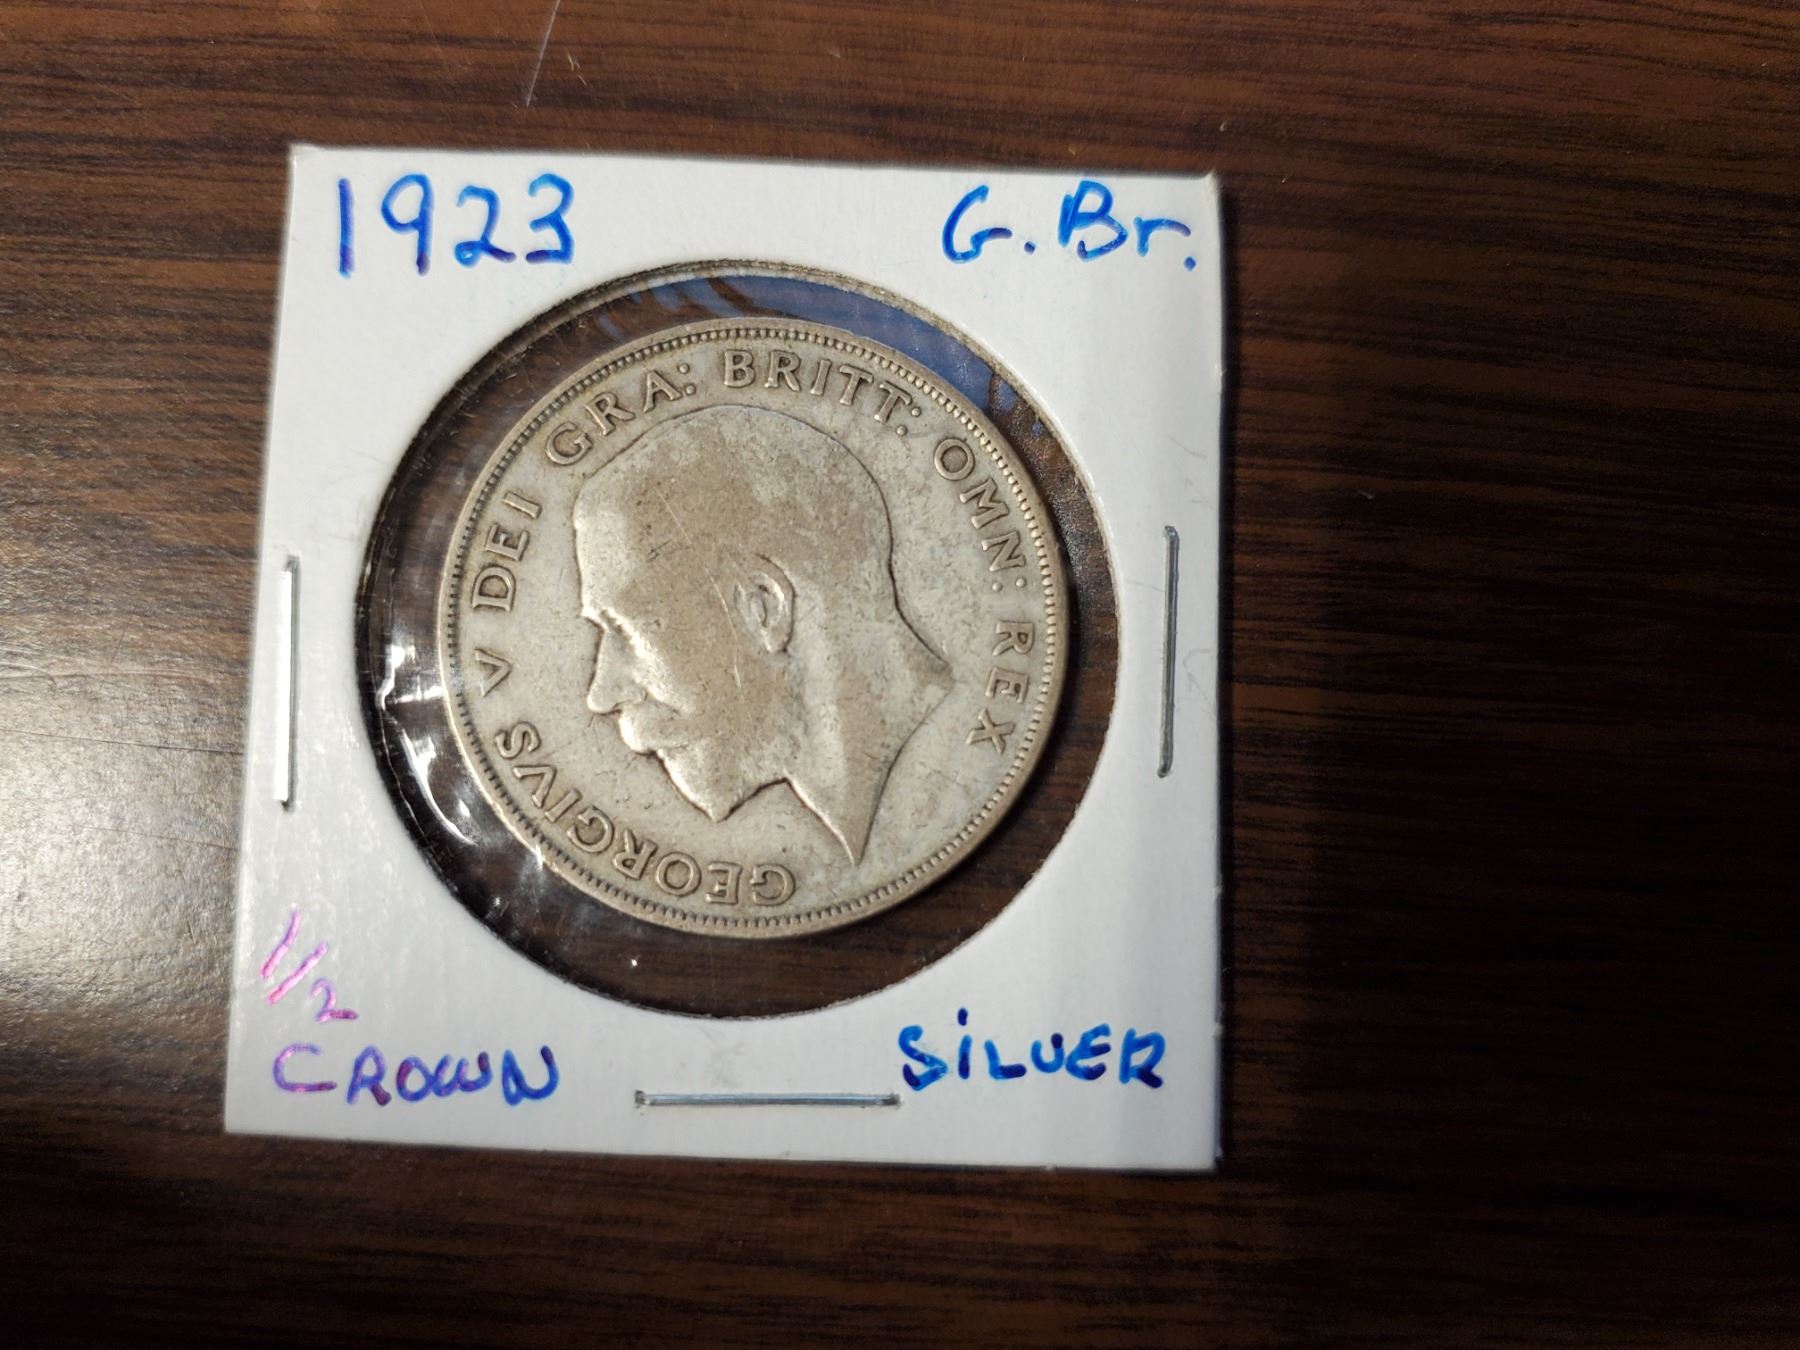 1923
G. Br.
GEORGIVS V DEI GRA: BRITT: OMN: REX
1/2
CROWN
SiLVER